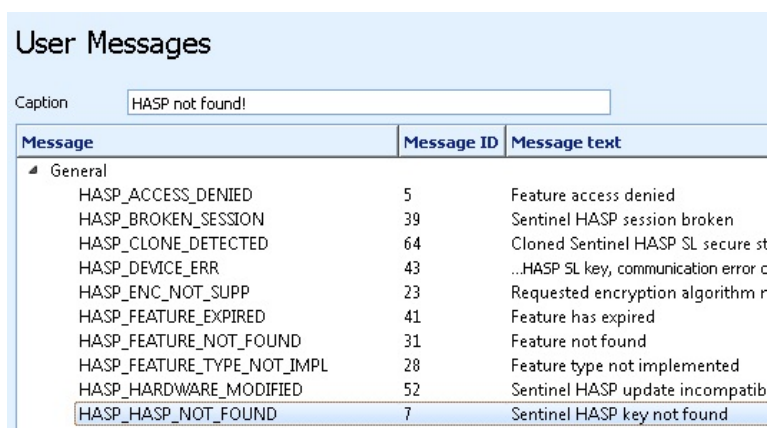 User Messages
Caption HASP not found!
Message Message ID Message text
General
HASP_ACCESS_DENIED 5 Feature access denied
HASP_BROKEN_SESSION 39 Sentinel HASP session broken
HASP_CLONE_DETECTED 64 Cloned Sentinel HASP SL secure st
HASP_DEVICE_ERR 43 ...HASP SL key, communication error o
HASP_ENC_NOT_SUPP 23 Requested encryption algorithm n
HASP_FEATURE_EXPIRED 41 Feature has expired
HASP_FEATURE_NOT_FOUND 31 Feature not found
HASP_FEATURE_TYPE_NOT_IMPL 28 Feature type not implemented
HASP_HARDWARE_MODIFIED 52 Sentinel HASP update incompatib
HASP_HASP_NOT_FOUND 7 Sentinel HASP key not found